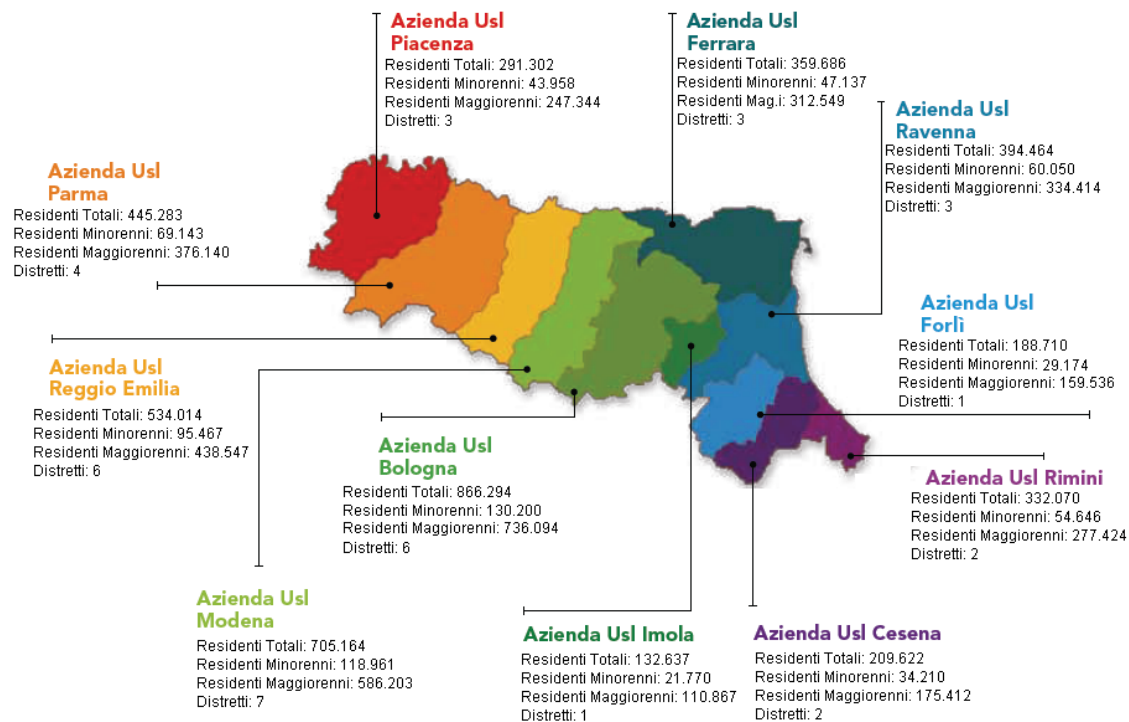 Azienda Usl
Piacenza
Residenti Totali: 291.302
Residenti Minorenni: 43.958
Residenti Maggiorenni: 247.344
Distretti: 3
Azienda Usl
Ferrara
Residenti Totali: 359.686
Residenti Minorenni: 47.137
Residenti Mag.i: 312.549
Distretti: 3
Azienda Usl
Ravenna
Residenti Totali: 394.464
Residenti Minorenni: 60.050
Residenti Maggiorenni: 334.414
Distretti: 3
Azienda Usl
Parma
Residenti Totali: 445.283
Residenti Minorenni: 69.143
Residenti Maggiorenni: 376.140
Distretti: 4
Azienda Usl
Forlì
Residenti Totali: 188.710
Residenti Minorenni: 29.174
Residenti Maggiorenni: 159.536
Distretti: 1
Azienda Usl
Reggio Emilia
Residenti Totali: 534.014
Residenti Minorenni: 95.467
Residenti Maggiorenni: 438.547
Distretti: 6
Azienda Usl
Bologna
Residenti Totali: 866.294
Residenti Minorenni: 130.200
Residenti Maggiorenni: 736.094
Distretti: 6
Azienda Usl Rimini
Residenti Totali: 332.070
Residenti Minorenni: 54.646
Residenti Maggiorenni: 277.424
Distretti: 2
Azienda Usl
Modena
Residenti Totali: 705.164
Residenti Minorenni: 118.961
Residenti Maggiorenni: 586.203
Distretti: 7
Azienda Usl Imola
Residenti Totali: 132.637
Residenti Minorenni: 21.770
Residenti Maggiorenni: 110.867
Distretti: 1
Azienda Usl Cesena
Residenti Totali: 209.622
Residenti Minorenni: 34.210
Residenti Maggiorenni: 175.412
Distretti: 2